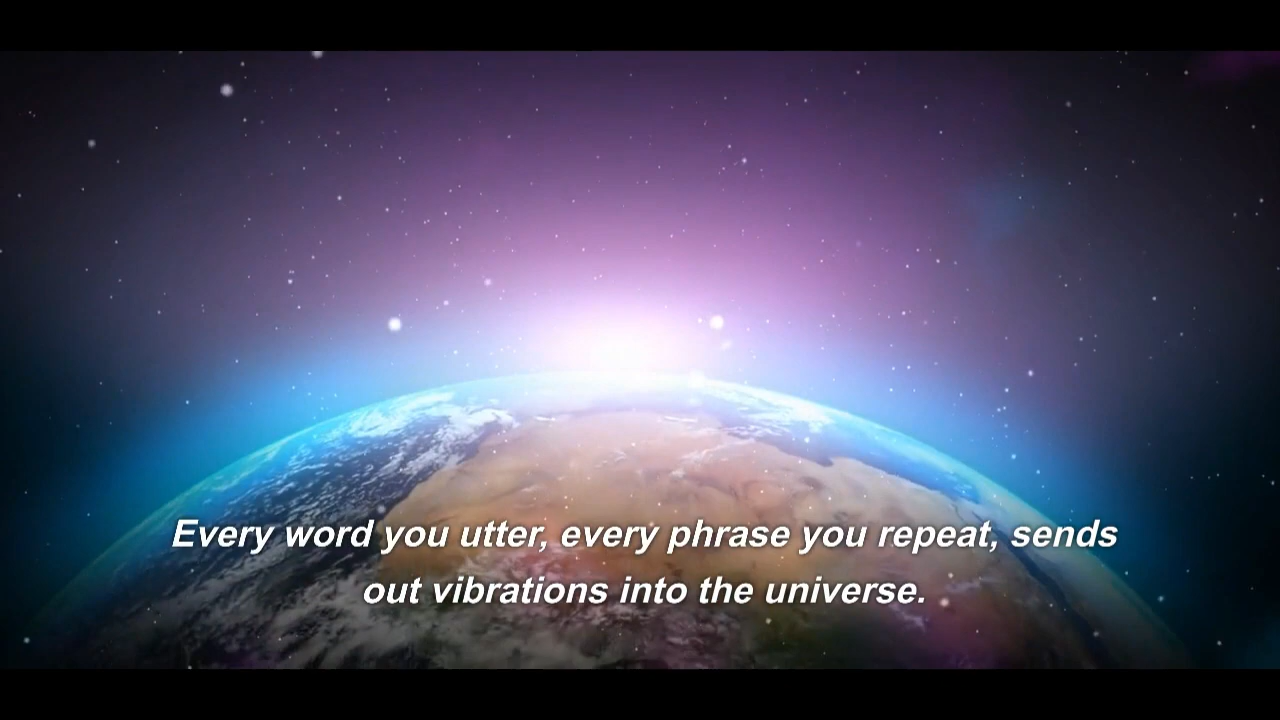 Every word you utter, every phrase you repeat, sends
out vibrations into the universe.